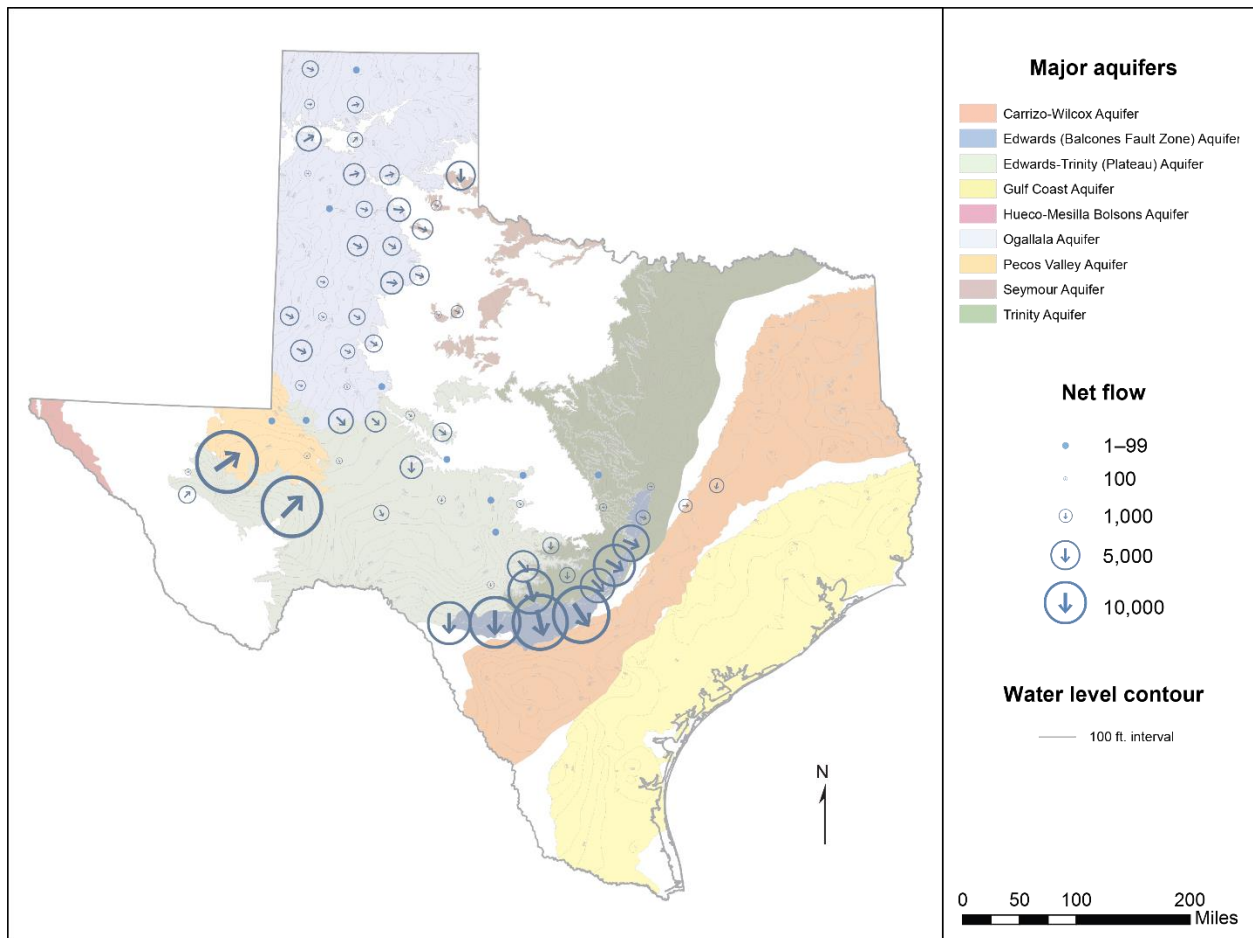 Major aquifers
Carrizo-Wilcox Aquifer
Edwards (Balcones Fault Zone) Aquifer
Edwards-Trinity (Plateau) Aquifer
Gulf Coast Aquifer
Hueco-Mesilla Bolsons Aquifer
Ogallala Aquifer
Pecos Valley Aquifer
Seymour Aquifer
Trinity Aquifer
Net flow
1–99
100
1,000
5,000
10,000
Water level contour
100 ft. interval
N
0 50 100 200
Miles